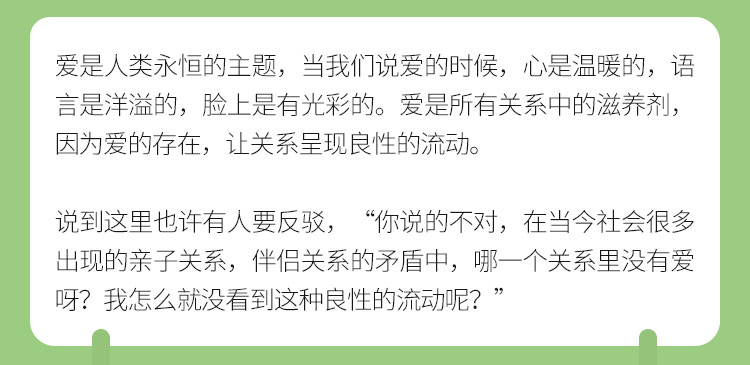 爱是人类永恒的主题，当我们说爱的时候，心是温暖的，语
言是洋溢的，脸上是有光彩的。爱是所有关系中的滋养剂，
因为爱的存在，让关系呈现良性的流动。
说到这里也许有人要反驳，“你说的不对，在当今社会很多
出现的亲子关系，伴侣关系的矛盾中，哪一个关系里没有爱
呀？我怎么就没看到这种良性的流动呢？”